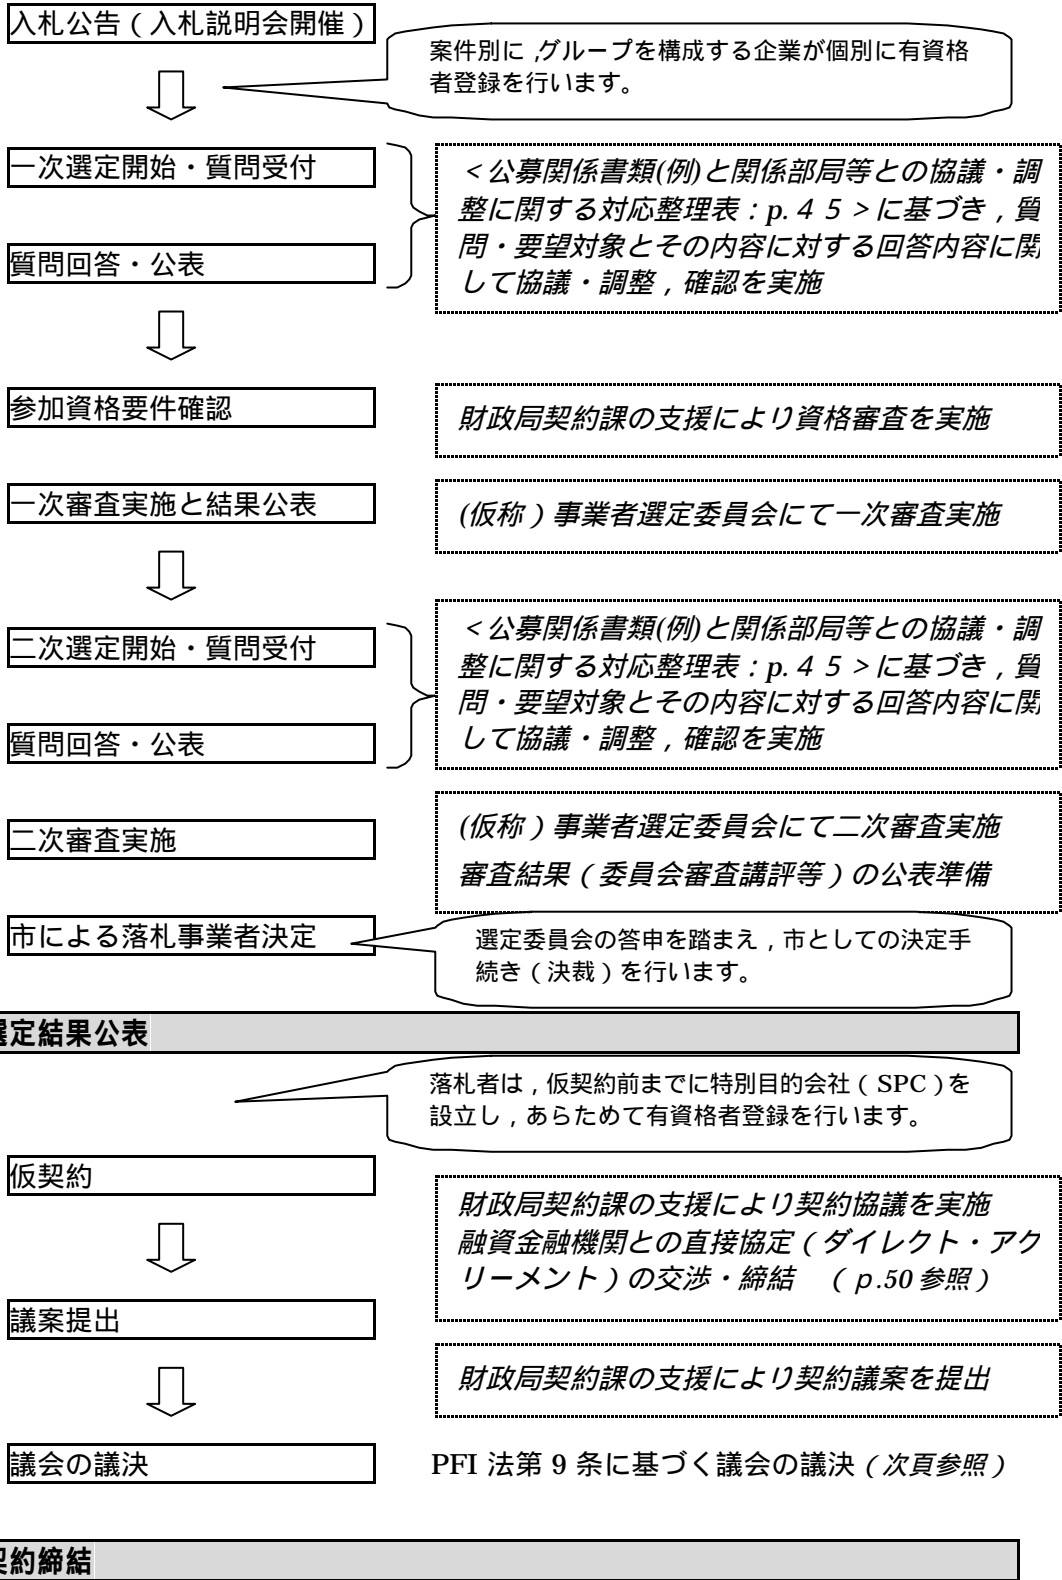 入札公告（入札説明会開催）
案件別に，グループを構成する企業が個別に有資格
者登録を行います。
一次選定開始・質問受付
質問回答・公表
＜公募関係書類(例)と関係部局等との協議・調
整に関する対応整理表：p.４５＞に基づき，質
問・要望対象とその内容に対する回答内容に関
して協議・調整，確認を実施
参加資格要件確認
財政局契約課の支援により資格審査を実施
一次審査実施と結果公表
(仮称）事業者選定委員会にて一次審査実施
二次選定開始・質問受付
質問回答・公表
＜公募関係書類(例)と関係部局等との協議・調
整に関する対応整理表：p.４５＞に基づき，質
問・要望対象とその内容に対する回答内容に関
して協議・調整，確認を実施
二次審査実施
(仮称）事業者選定委員会にて二次審査実施
審査結果（委員会審査講評等）の公表準備
市による落札事業者決定
選定委員会の答申を踏まえ，市としての決定手
続き（決裁）を行います。
選定結果公表
落札者は，仮契約前までに特別目的会社（SPC）を
設立し，あらためて有資格者登録を行います。
仮契約
財政局契約課の支援により契約協議を実施
融資金融機関との直接協定（ダイレクト・アグ
リーメント）の交渉・締結　（ｐ.50 参照）
議案提出
財政局契約課の支援により契約議案を提出
議会の議決
PFI 法第 9 条に基づく議会の議決（次頁参照）
契約締結